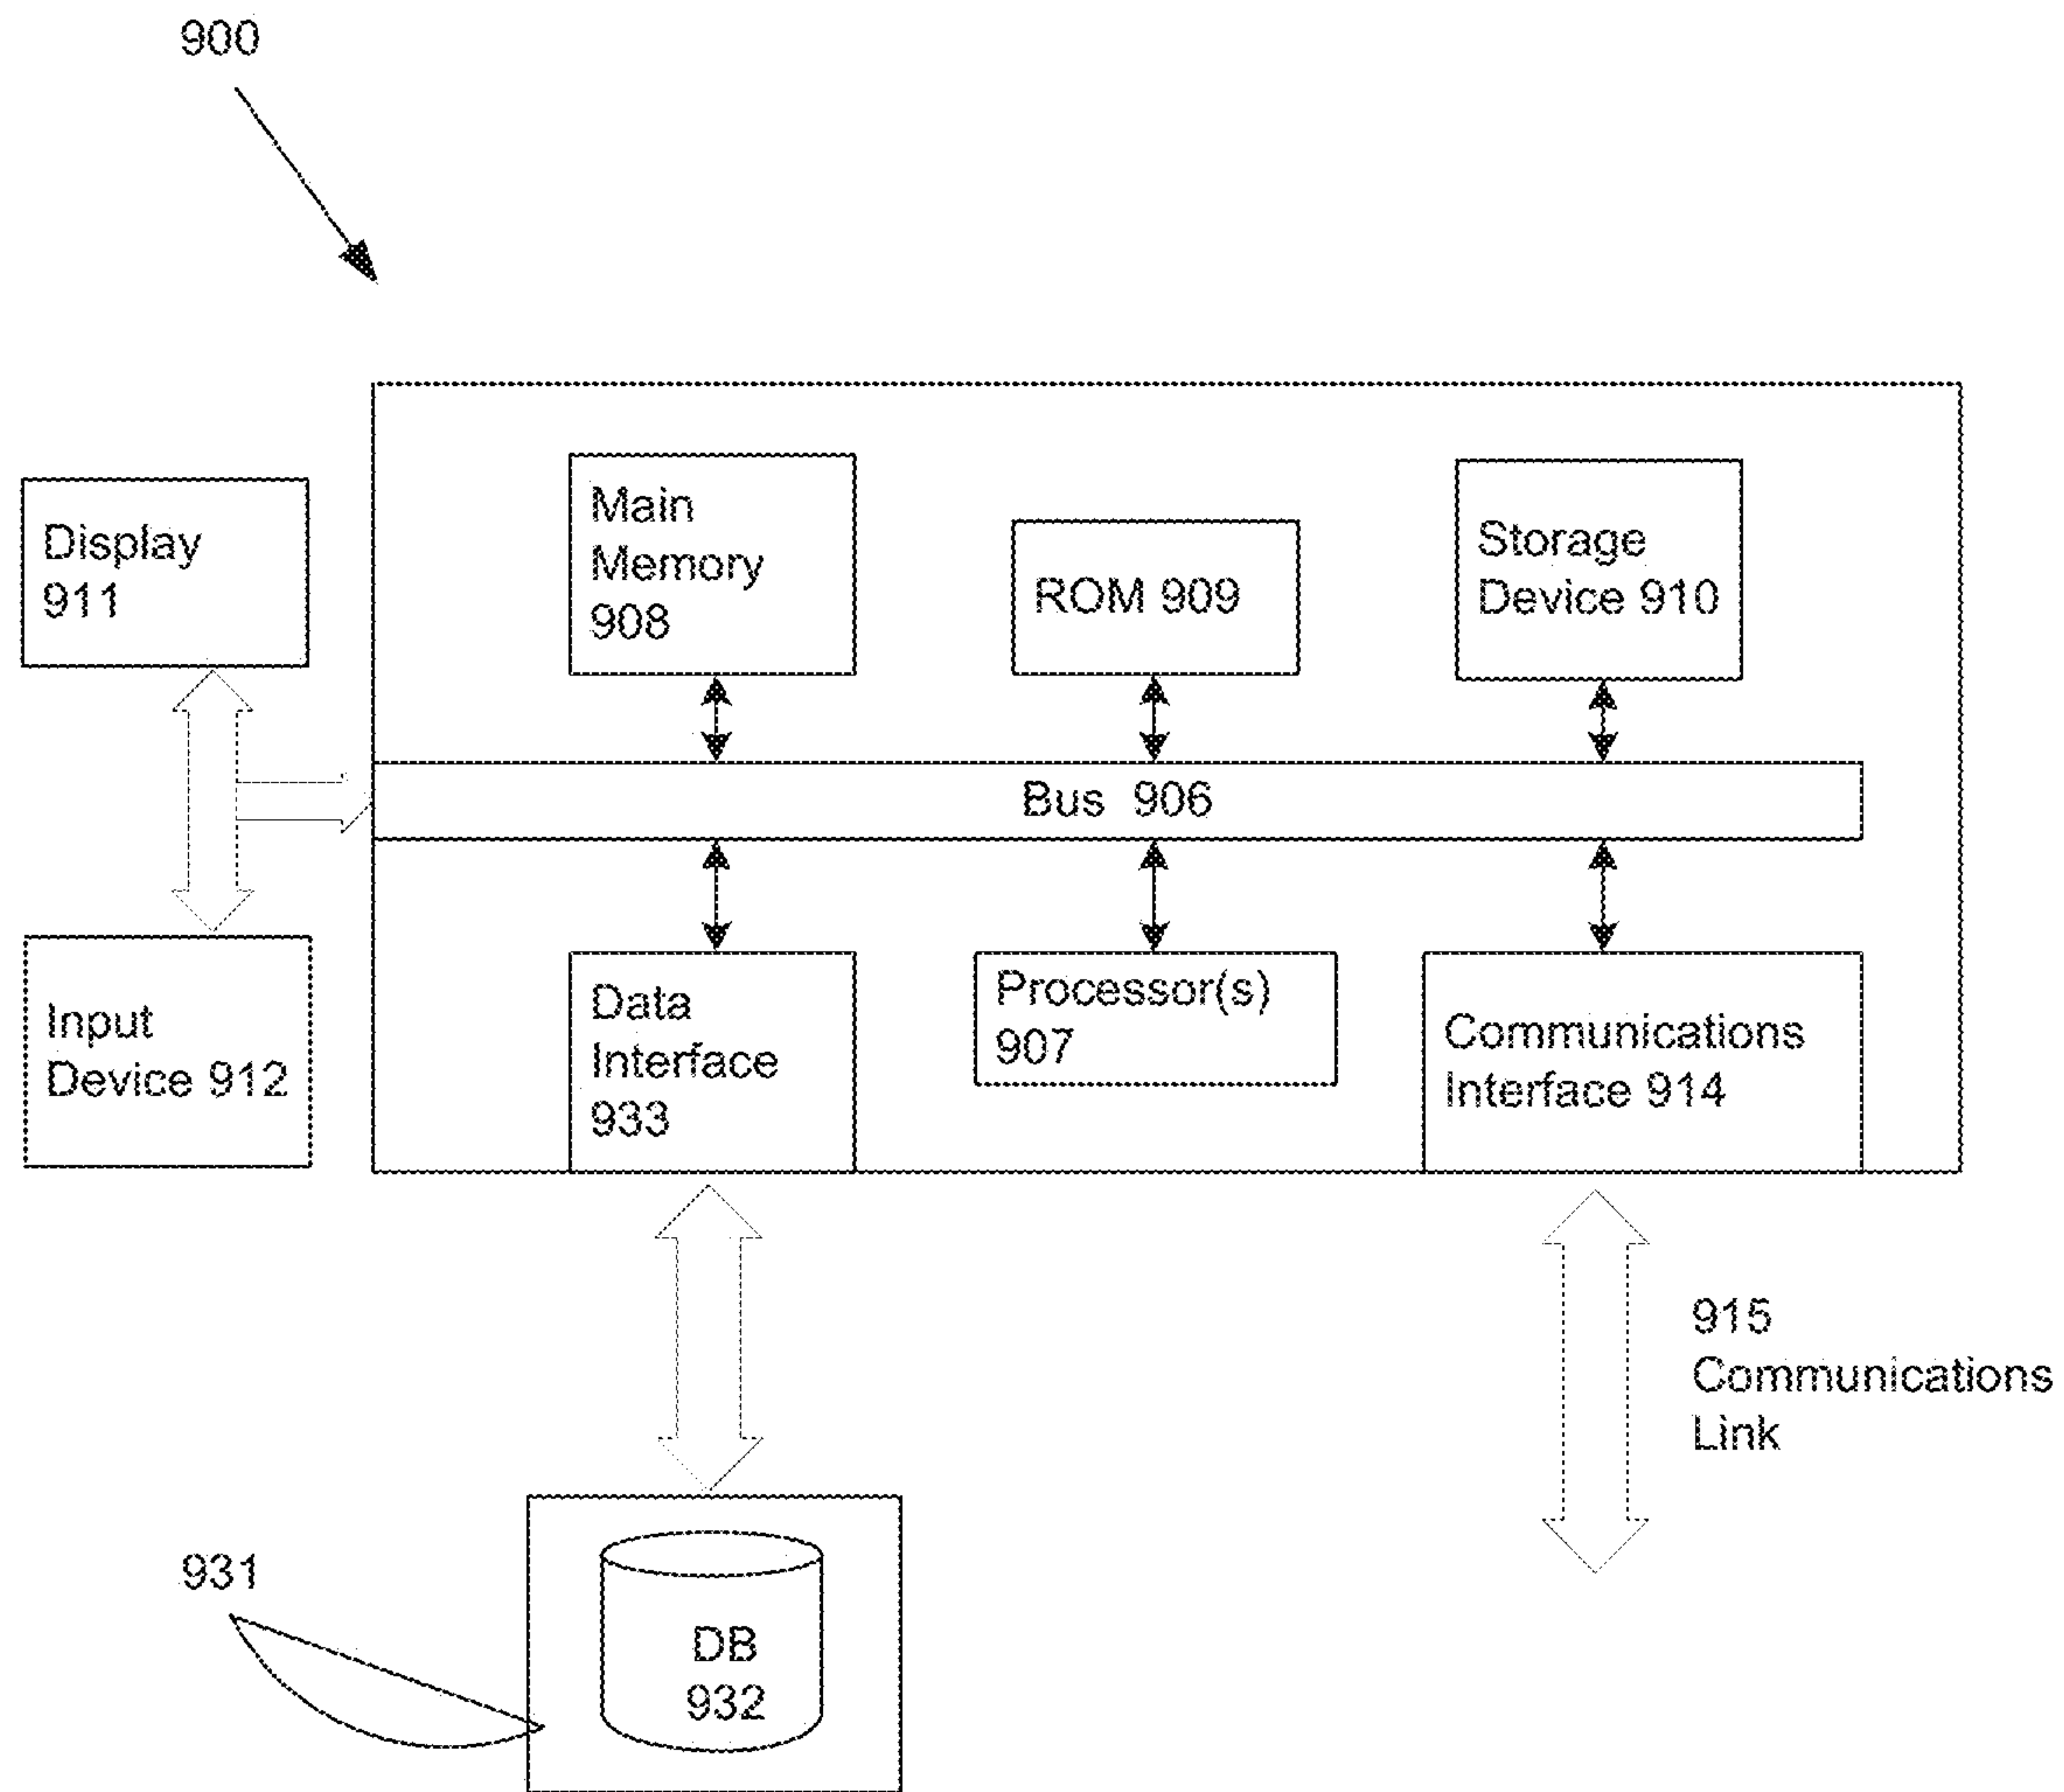 900
Display
911
Main
Memory
908
ROM 909
Storage
Device 910
Bus 906
Input
Device 912
Data
Interface
933
Processor(s)
907
Communications
Interface 914
915
Communications
Link
931
DB
932